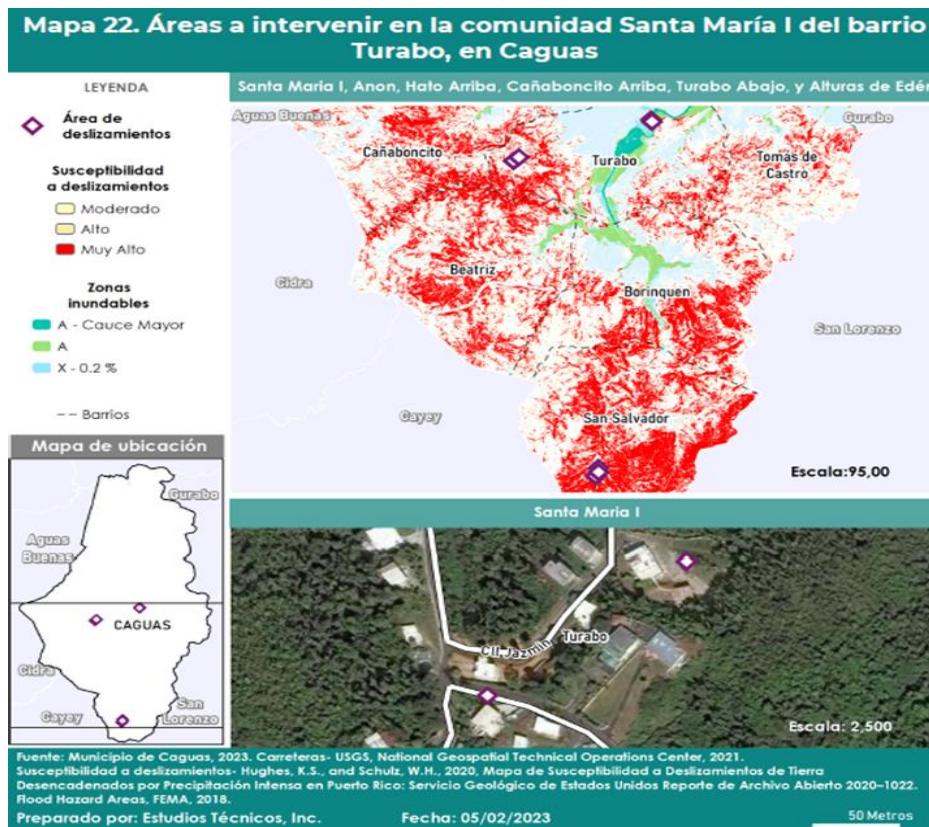 Mapa 22. Áreas a intervenir en la comunidad Santa María I del barrio
Turabo, en Caguas
LEYENDA
Área de
deslizamientos
Susceptibilidad
a deslizamientos
Moderado
Alto
Muy Alto
Zonas
inundables
A - Cauce Mayor
A
X - 0.2 %
-- Barrios
Santa Maria I, Anon, Hato Arriba, Cañaboncito Arriba, Turabo Abajo, y Alturas de Edén
Aguas Buenas
Gurabo
Cañaboncito
Turabo
Tomás de
Castro
Beatriz
Cidra
Borinquen
San Lorenzo
Cayey
San Salvador
Escala:95,00
Mapa de ubicación
Gurabo
Aguas
Buenas
CAGUAS
Cidra
San
Lorenzo
Cayey
Santa Maria I
Turabo
Cll Jazmin
Escala: 2,500
Fuente: Municipio de Caguas, 2023. Carreteras- USGS, National Geospatial Technical Operations Center, 2021.
Susceptibilidad a deslizamientos- Hughes, K.S., and Schulz, W.H., 2020, Mapa de Susceptibilidad a Deslizamientos de Tierra
Desencadenados por Precipitación Intensa en Puerto Rico: Servicio Geológico de Estados Unidos Reporte de Archivo Abierto 2020–1022.
Flood Hazard Areas, FEMA, 2018.
Preparado por: Estudios Técnicos, Inc. Fecha: 05/02/2023
50 Metros